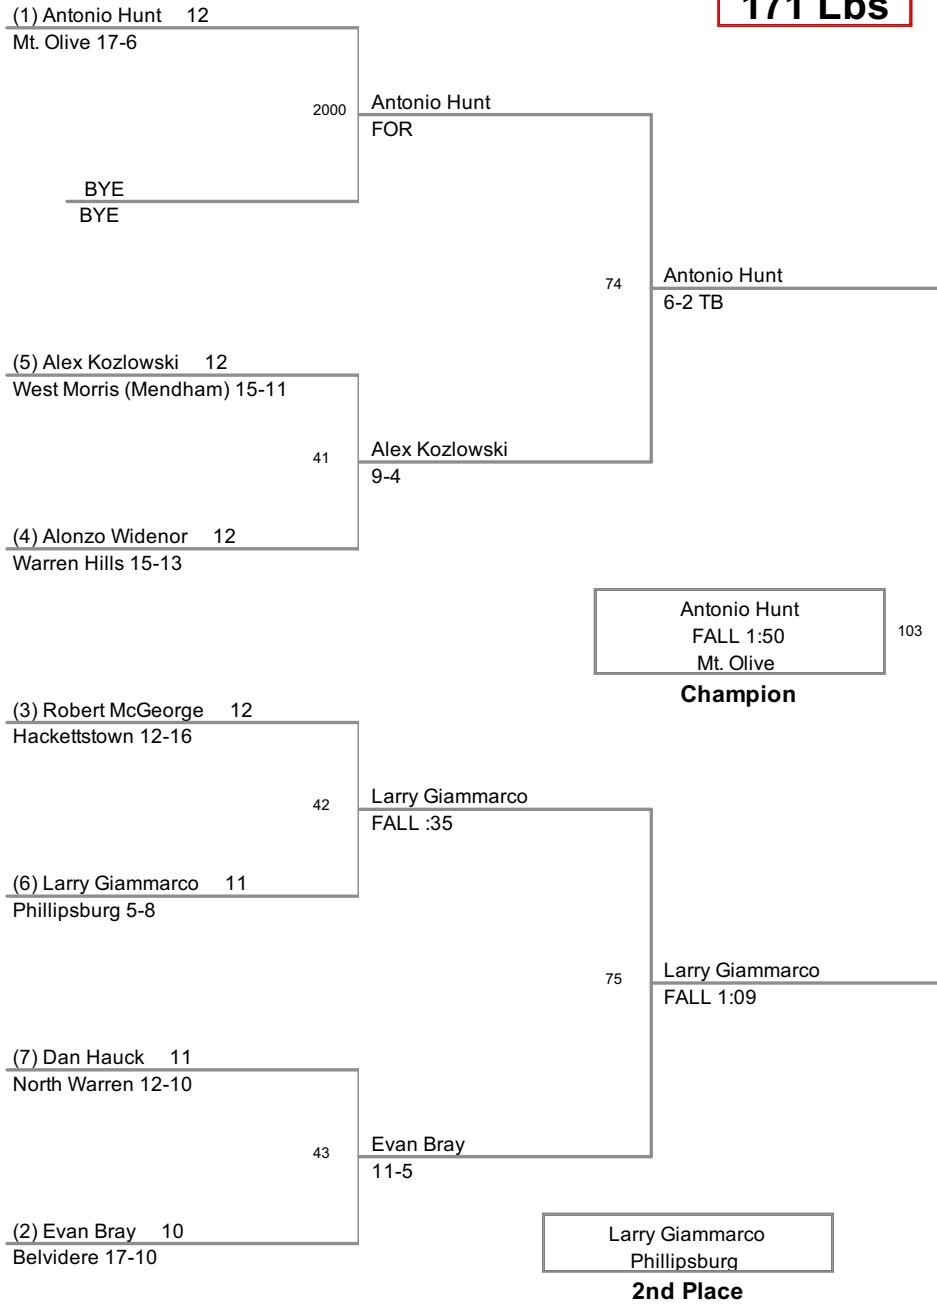 171 Lbs
(1) Antonio Hunt 12
Mt. Olive 17-6
2000
Antonio Hunt
FOR
BYE
BYE
74
Antonio Hunt
6-2 TB
(5) Alex Kozlowski 12
West Morris (Mendham) 15-11
41
Alex Kozlowski
9-4
(4) Alonzo Widenor 12
Warren Hills 15-13
Antonio Hunt
FALL 1:50
Mt. Olive
103
Champion
(3) Robert McGeorge 12
Hackettstown 12-16
42
Larry Giammarco
FALL :35
(6) Larry Giammarco 11
Phillipsburg 5-8
75
Larry Giammarco
FALL 1:09
(7) Dan Hauck 11
North Warren 12-10
43
Evan Bray
11-5
(2) Evan Bray 10
Belvidere 17-10
Larry Giammarco
Phillipsburg
2nd Place